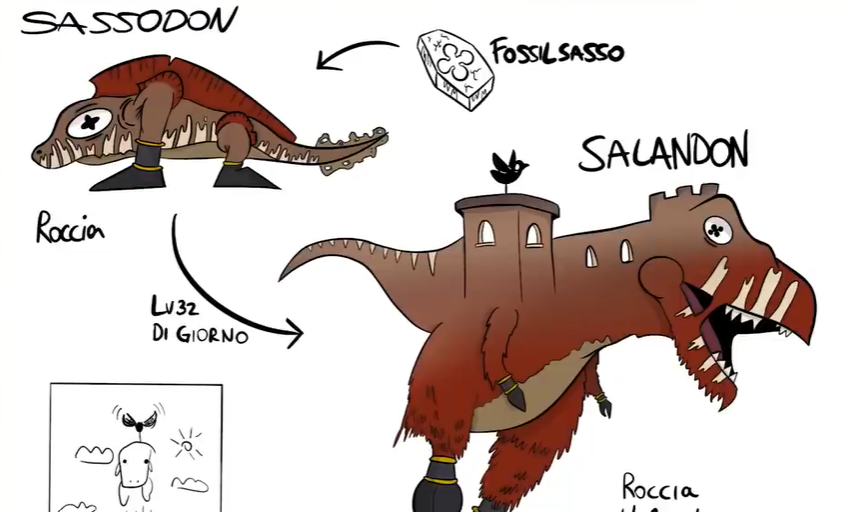 SASSODON
FOSSILSASSO
SALANDON
Roccia
Lv32
DI GIORNO
Roccia